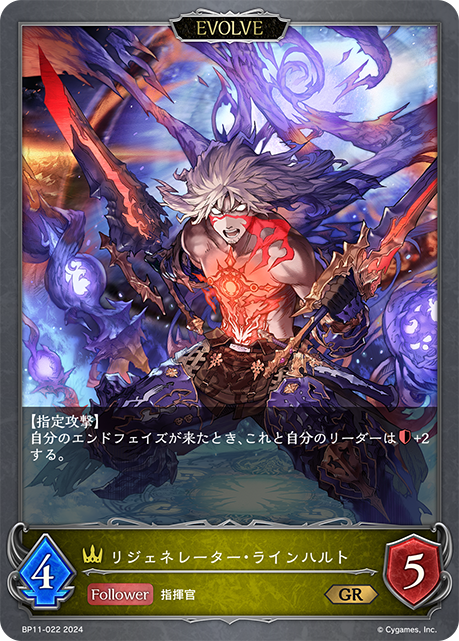 EVOLVE
【指定攻撃】
自分のエンドフェイズが来たとき、これと自分のリーダーは+2
する。
リジェネレーター・ラインハルト
4
Follower 指揮官 GR
5
BP11-022 2024 © Cygames, Inc.